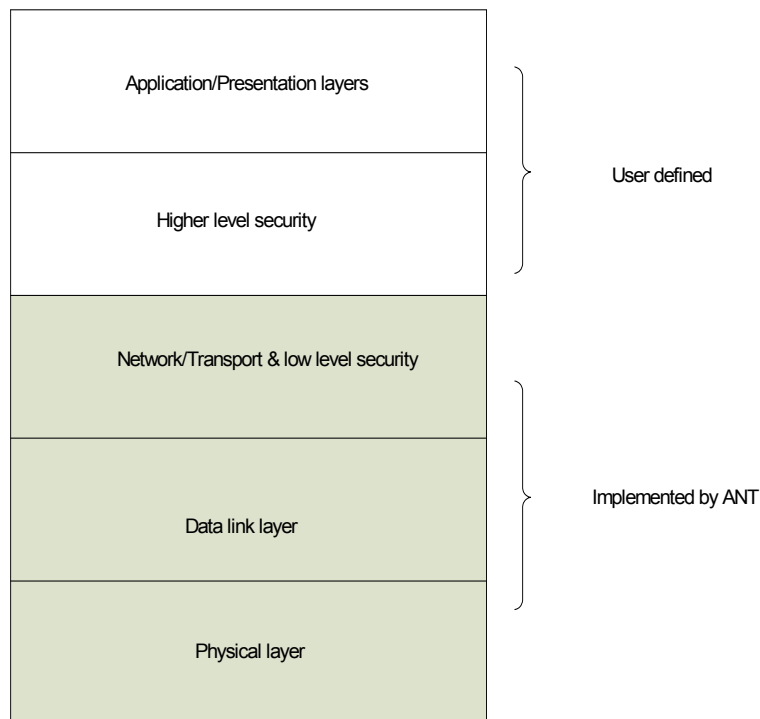 Application/Presentation layers
User defined
Higher level security
Network/Transport & low level security
Implemented by ANT
Data link layer
Physical layer